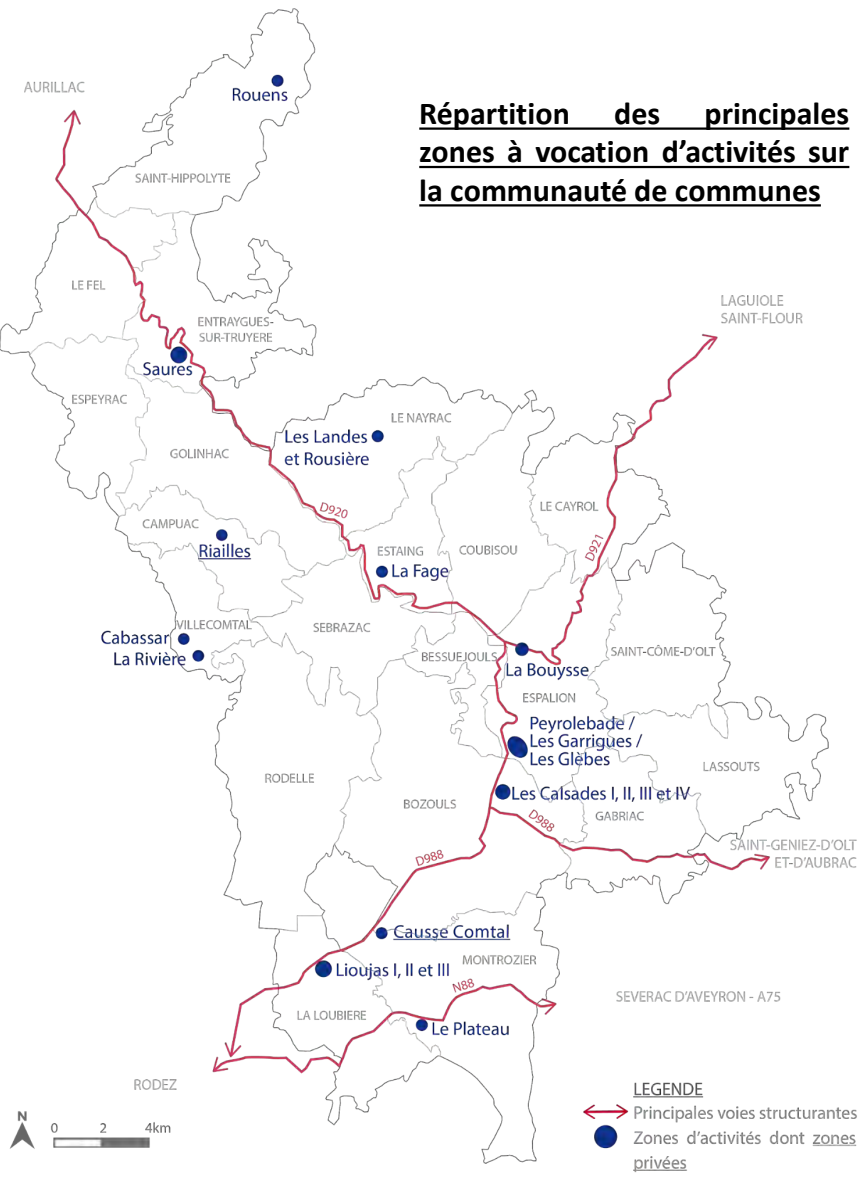 AURILLAC
Rouens
Répartition des principales
zones à vocation d'activités sur
la communauté de communes
SAINT-HIPPOLYTE
LE FEL
ENTRAYGUES-
SUR-TRUYERE
LAGUIOLE
SAINT-FLOUR
Saures
ESPEYRAC
LE NAYRAC
Les Landes
et Rousière
GOLINHAC
LE CAYROL
D920
CAMPUAC
Riailles
ESTAING
COUBISOU
D921
La Fage
VILLECOMTAL
SEBRAZAC
Cabassar
La Rivière
BESSUEJOULS
La Bouysse
SAINT-CÔME-D'OLT
ESPALION
Peyrolebade /
Les Garrigues /
Les Glèbes
LASSOUTS
RODELLE
BOZOULS
Les Calsades I, II, III et IV
GABRIAC
D988
SAINT-GENIEZ-D'OLT
ET-D'AUBRAC
D988
Causse Comtal
MONTROZIER
Lioujas I, II et III
N88
SEVERAC D'AVEYRON - A75
LA LOUBIERE
Le Plateau
RODEZ
LEGENDE
Principales voies structurantes
Zones d'activités dont zones
privées
N
0 2 4km